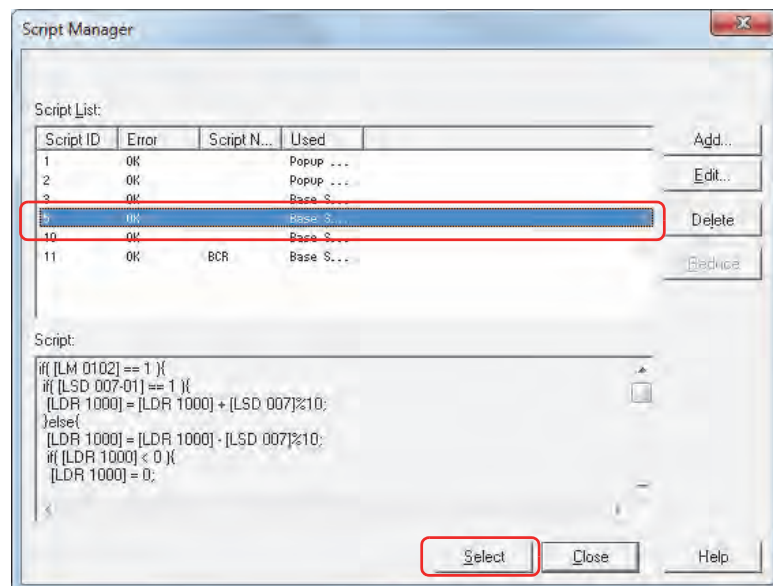 Script Manager
Script List:
Script ID Error Script N... Used
Add...
1 OK Popup ...
2 OK Popup ...
Edit...
3 OK Base S...
5 OK Base S...
Delete
10 OK Base S...
11 OK BCR Base S...
Reduce
Script:
if( [LM 0102] == 1 ){
if( [LSD 007-01] == 1 ){
[LDR 1000] = [LDR 1000] + [LSD 007]%10;
}else{
[LDR 1000] = [LDR 1000] - [LSD 007]%10;
if( [LDR 1000] < 0 ){
[LDR 1000] = 0;
Select Close Help